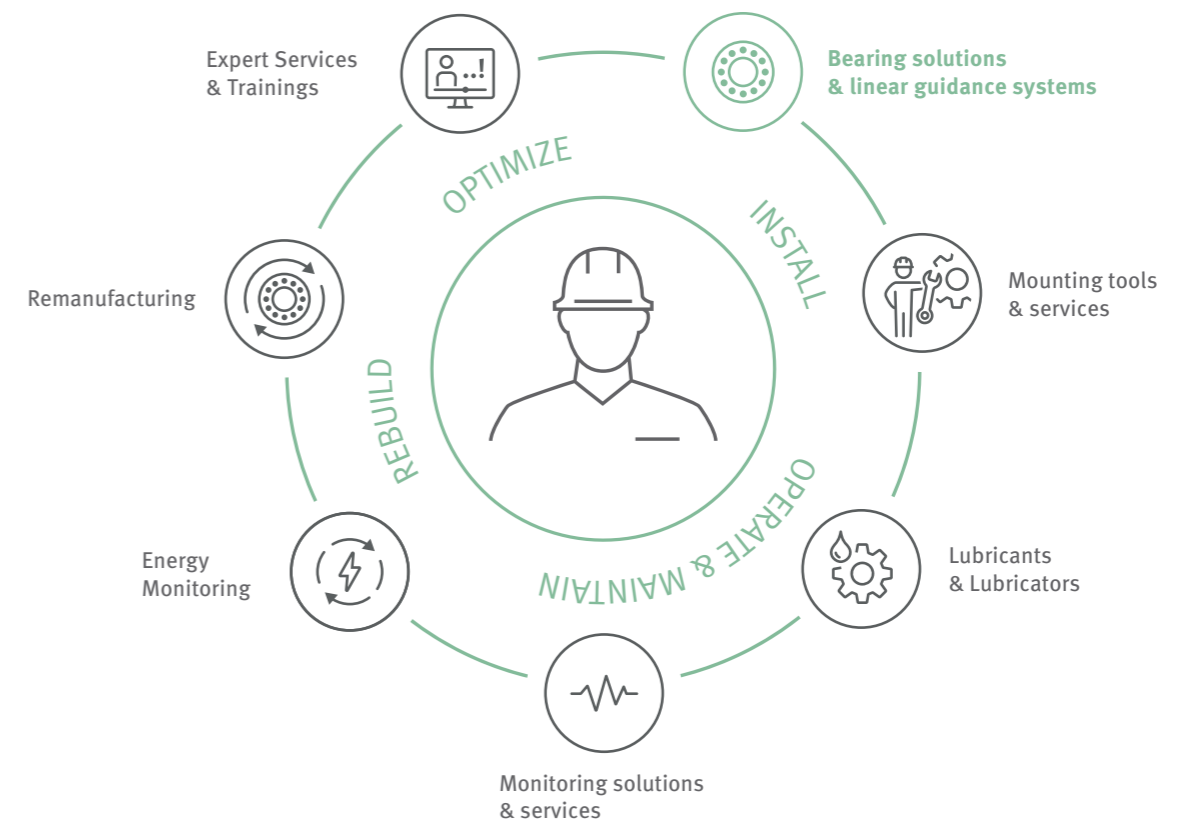 Expert Services
& Trainings
Bearing solutions
& linear guidance systems
OPTIMIZE
INSTALL
Mounting tools
& services
Remanufacturing
REBUILD
OPERATE & MAINTAIN
Energy
Monitoring
Lubricants
& Lubricators
Monitoring solutions
& services